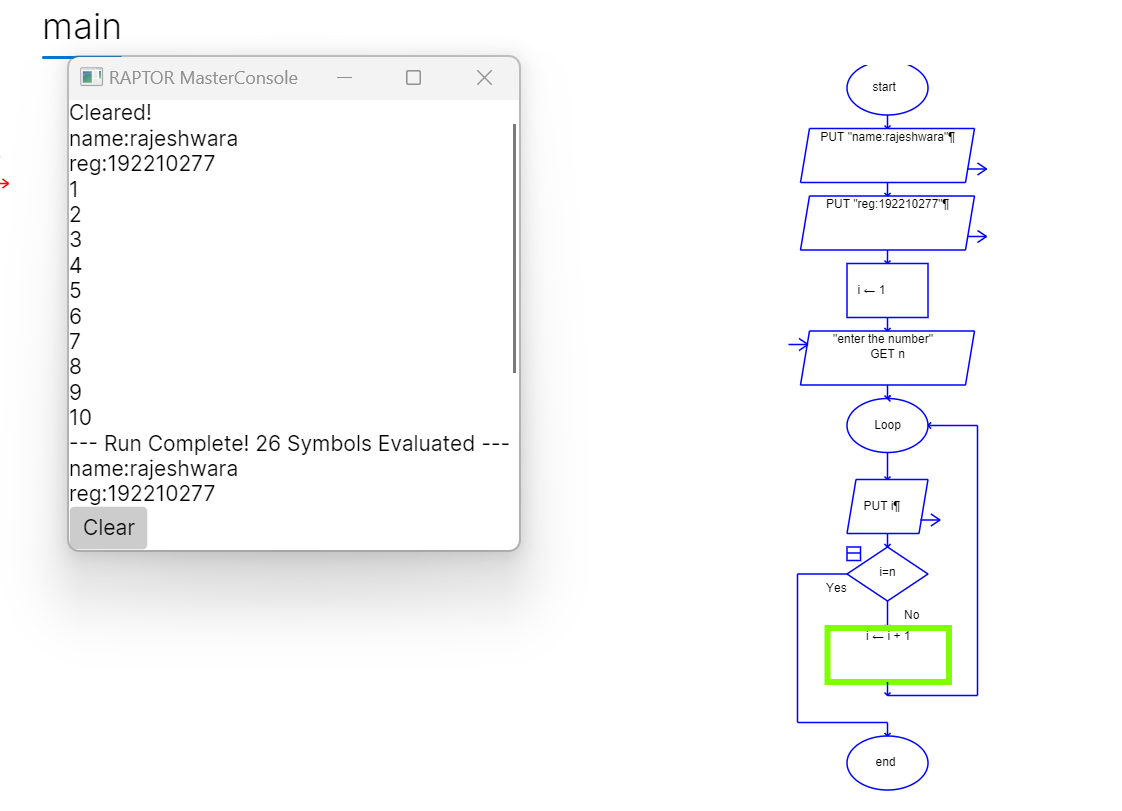 main
RAPTOR MasterConsole
Cleared!
name:rajeshwara
reg:192210277
1
2
3
4
5
6
7
8
9
10
--- Run Complete! 26 Symbols Evaluated ---
name:rajeshwara
reg:192210277
Clear
start
PUT "name:rajeshwara"¶
PUT "reg:192210277"¶
i ← 1
"enter the number"
GET n
Loop
PUT i¶
i=n
Yes
No
i ← i + 1
end